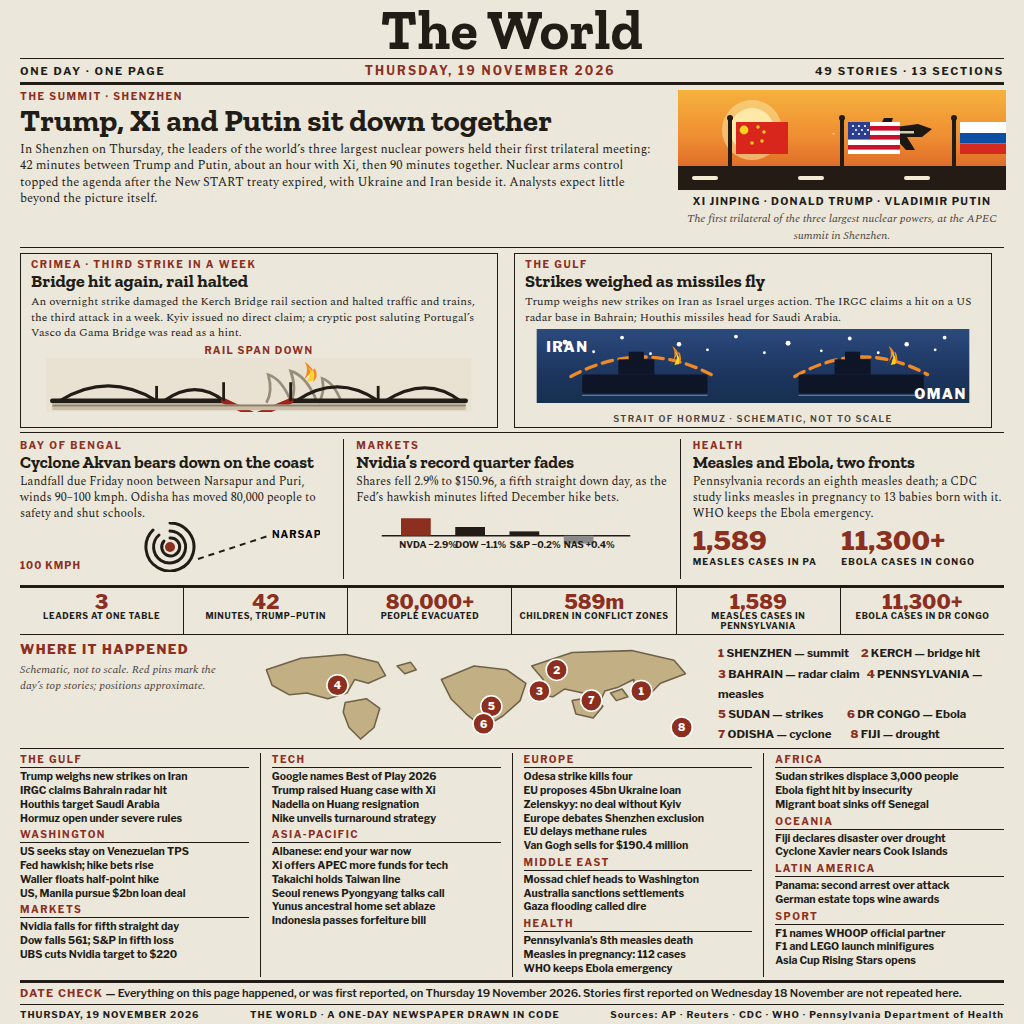 The World
ONE DAY · ONE PAGE
THURSDAY, 19 NOVEMBER 2026
49 STORIES · 13 SECTIONS
THE SUMMIT · SHENZHEN
Trump, Xi and Putin sit down together
In Shenzhen on Thursday, the leaders of the world's three largest nuclear powers held their first trilateral meeting:
42 minutes between Trump and Putin, about an hour with Xi, then 90 minutes together. Nuclear arms control
topped the agenda after the New START treaty expired, with Ukraine and Iran beside it. Analysts expect little
beyond the picture itself.
XI JINPING · DONALD TRUMP · VLADIMIR PUTIN
The first trilateral of the three largest nuclear powers, at the APEC
summit in Shenzhen.
CRIMEA · THIRD STRIKE IN A WEEK
Bridge hit again, rail halted
An overnight strike damaged the Kerch Bridge rail section and halted traffic and trains,
the third attack in a week. Kyiv issued no direct claim; a cryptic post saluting Portugal's
Vasco da Gama Bridge was read as a hint.
RAIL SPAN DOWN
THE GULF
Strikes weighed as missiles fly
Trump weighs new strikes on Iran as Israel urges action. The IRGC claims a hit on a US
radar base in Bahrain; Houthis missiles head for Saudi Arabia.
IRAN
OMAN
STRAIT OF HORMUZ · SCHEMATIC, NOT TO SCALE
BAY OF BENGAL
Cyclone Akvan bears down on the coast
Landfall due Friday noon between Narsapur and Puri,
winds 90–100 kmph. Odisha has moved 80,000 people to
safety and shut schools.
NARSAP
100 KMPH
MARKETS
Nvidia's record quarter fades
Shares fell 2.9% to $150.96, a fifth straight down day, as the
Fed's hawkish minutes lifted December hike bets.
NVDA −2.9% DOW −1.1% S&P −0.2% NAS +0.4%
HEALTH
Measles and Ebola, two fronts
Pennsylvania records an eighth measles death; a CDC
study links measles in pregnancy to 13 babies born with it.
WHO keeps the Ebola emergency.
1,589
MEASLES CASES IN PA
11,300+
EBOLA CASES IN CONGO
3
LEADERS AT ONE TABLE
42
MINUTES, TRUMP–PUTIN
80,000+
PEOPLE EVACUATED
589m
CHILDREN IN CONFLICT ZONES
1,589
MEASLES CASES IN
PENNSYLVANIA
11,300+
EBOLA CASES IN DR CONGO
WHERE IT HAPPENED
Schematic, not to scale. Red pins mark the
day's top stories; positions approximate.
4
2
3
1
7
5
6
8
1 SHENZHEN — summit 2 KERCH — bridge hit
3 BAHRAIN — radar claim 4 PENNSYLVANIA —
measles
5 SUDAN — strikes 6 DR CONGO — Ebola
7 ODISHA — cyclone 8 FIJI — drought
THE GULF
Trump weighs new strikes on Iran
IRGC claims Bahrain radar hit
Houthis target Saudi Arabia
Hormuz open under severe rules
WASHINGTON
US seeks stay on Venezuelan TPS
Fed hawkish; hike bets rise
Waller floats half-point hike
US, Manila pursue $2bn loan deal
MARKETS
Nvidia falls for fifth straight day
Dow falls 561; S&P in fifth loss
UBS cuts Nvidia target to $220
TECH
Google names Best of Play 2026
Trump raised Huang case with Xi
Nadella on Huang resignation
Nike unveils turnaround strategy
ASIA-PACIFIC
Albanese: end your war now
Xi offers APEC more funds for tech
Takaichi holds Taiwan line
Seoul renews Pyongyang talks call
Yunus ancestral home set ablaze
Indonesia passes forfeiture bill
EUROPE
Odesa strike kills four
EU proposes 45bn Ukraine loan
Zelenskyy: no deal without Kyiv
Europe debates Shenzhen exclusion
EU delays methane rules
Van Gogh sells for $190.4 million
MIDDLE EAST
Mossad chief heads to Washington
Australia sanctions settlements
Gaza flooding called dire
HEALTH
Pennsylvania's 8th measles death
Measles in pregnancy: 112 cases
WHO keeps Ebola emergency
AFRICA
Sudan strikes displace 3,000 people
Ebola fight hit by insecurity
Migrant boat sinks off Senegal
OCEANIA
Fiji declares disaster over drought
Cyclone Xavier nears Cook Islands
LATIN AMERICA
Panama: second arrest over attack
German estate tops wine awards
SPORT
F1 names WHOOP official partner
F1 and LEGO launch minifigures
Asia Cup Rising Stars opens
DATE CHECK — Everything on this page happened, or was first reported, on Thursday 19 November 2026. Stories first reported on Wednesday 18 November are not repeated here.
THURSDAY, 19 NOVEMBER 2026
THE WORLD · A ONE-DAY NEWSPAPER DRAWN IN CODE
Sources: AP · Reuters · CDC · WHO · Pennsylvania Department of Health